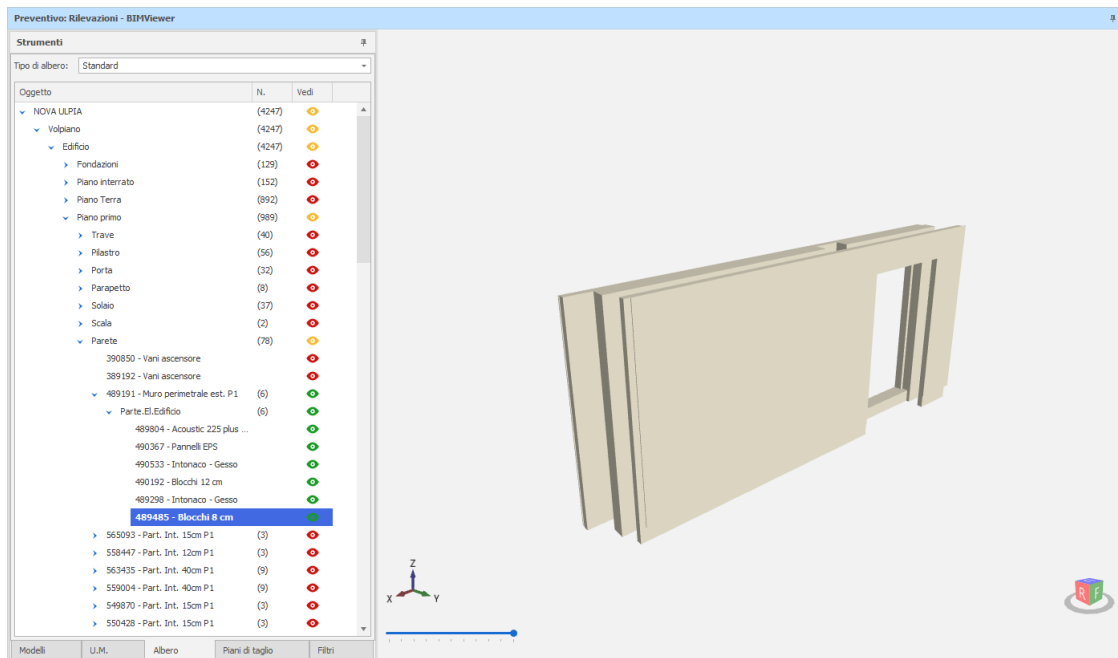 Preventivo: Rilevazioni - BIMViewer
Strumenti
Tipo di albero: Standard
Oggetto N. Vedi
NOVA ULPIA (4247)
Volpiano (4247)
Edificio (4247)
Fondazioni (129)
Piano interrato (152)
Piano Terra (892)
Piano primo (989)
Trave (40)
Pilastro (56)
Porta (32)
Parapetto (8)
Solaio (37)
Scala (2)
Parete (78)
390850 - Vani ascensore
389192 - Vani ascensore
489191 - Muro perimetrale est. P1 (6)
Parte.El.Edificio (6)
489804 - Acoustic 225 plus ...
490367 - Pannelli EPS
490533 - Intonaco - Gesso
490192 - Blocchi 12 cm
489298 - Intonaco - Gesso
489485 - Blocchi 8 cm
565093 - Part. Int. 15cm P1 (3)
558447 - Part. Int. 12cm P1 (3)
563435 - Part. Int. 40cm P1 (9)
559004 - Part. Int. 40cm P1 (9)
549870 - Part. Int. 15cm P1 (3)
550428 - Part. Int. 15cm P1 (3)
Modelli U.M. Albero Piani di taglio Filtri
Z
X Y
R F